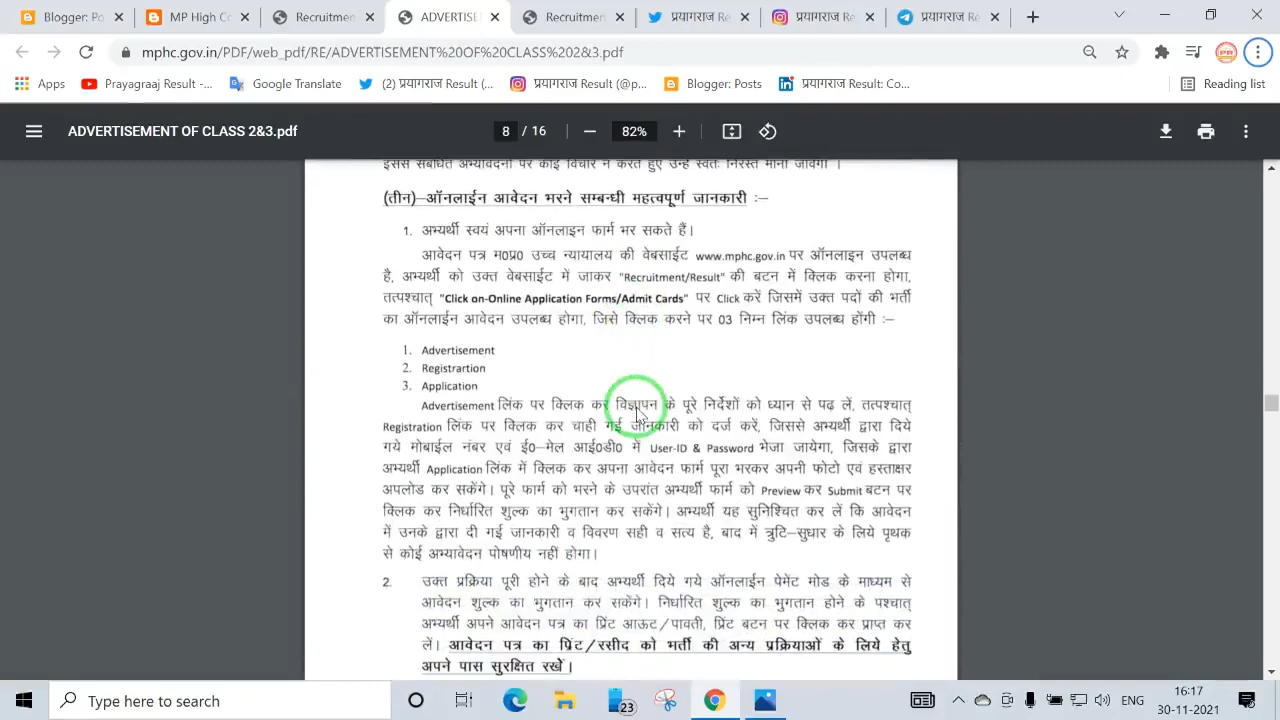 Blogger: Po
MP High Co
Recruitmen
ADVERTISE
Recruitmen
प्रयागराज Re
प्रयागराज Re
प्रयागराज Re
mphc.gov.in/PDF/web_pdf/RE/ADVERTISEMENT%20OF%20CLASS%202&3.pdf
Apps
Prayagraaj Result -...
Google Translate
(2) प्रयागराज Result (...
प्रयागराज Result (@p...
Blogger: Posts
प्रयागराज Result: Co...
Reading list
ADVERTISEMENT OF CLASS 2&3.pdf
8 / 16
82%
इससे संबंधित अभ्यावेदनों पर कोई विचार न करते हुए उन्हें स्वतः निरस्त माना जावेगा ।
(तीन)–ऑनलाईन आवेदन भरने सम्बन्धी महत्वपूर्ण जानकारी :–
1. अभ्यर्थी स्वयं अपना ऑनलाइन फार्म भर सकते हैं।
आवेदन पत्र म0प्र0 उच्च न्यायालय की वेबसाईट www.mphc.gov.in पर ऑनलाइन उपलब्ध
है, अभ्यर्थी को उक्त वेबसाईट में जाकर "Recruitment/Result" की बटन में क्लिक करना होगा,
तत्पश्चात् "Click on-Online Application Forms/Admit Cards" पर Click करें जिसमें उक्त पदों की भर्ती
का ऑनलाईन आवेदन उपलब्ध होगा, जिसे क्लिक करने पर 03 निम्न लिंक उपलब्ध होंगी :–
1. Advertisement
2. Registrartion
3. Application
Advertisement लिंक पर क्लिक कर विज्ञापन के पूरे निर्देशों को ध्यान से पढ़ लें, तत्पश्चात्
Registration लिंक पर क्लिक कर चाही गई जानकारी को दर्ज करें, जिससे अभ्यर्थी द्वारा दिये
गये मोबाईल नंबर एवं ई0–मेल आई0डी0 में User-ID & Password भेजा जायेगा, जिसके द्वारा
अभ्यर्थी Application लिंक में क्लिक कर अपना आवेदन फार्म पूरा भरकर अपनी फोटो एवं हस्ताक्षर
अपलोड कर सकेंगे। पूरे फार्म को भरने के उपरांत अभ्यर्थी फार्म को Preview कर Submit बटन पर
क्लिक कर निर्धारित शुल्क का भुगतान कर सकेंगे। अभ्यर्थी यह सुनिश्चित कर लें कि आवेदन
में उनके द्वारा दी गई जानकारी व विवरण सही व सत्य है, बाद में त्रुटि–सुधार के लिये पृथक
से कोई अभ्यावेदन पोषणीय नहीं होगा।
2. उक्त प्रक्रिया पूरी होने के बाद अभ्यर्थी दिये गये ऑनलाईन पेमेंट मोड के माध्यम से
आवेदन शुल्क का भुगतान कर सकेंगे। निर्धारित शुल्क का भुगतान होने के पश्चात्
अभ्यर्थी अपने आवेदन पत्र का प्रिंट आऊट/पावती, प्रिंट बटन पर क्लिक कर प्राप्त कर
लें। आवेदन पत्र का प्रिंट/रसीद को भर्ती की अन्य प्रक्रियाओं के लिये हेतु
अपने पास सुरक्षित रखें।
Type here to search
23
ENG
16:17
30-11-2021